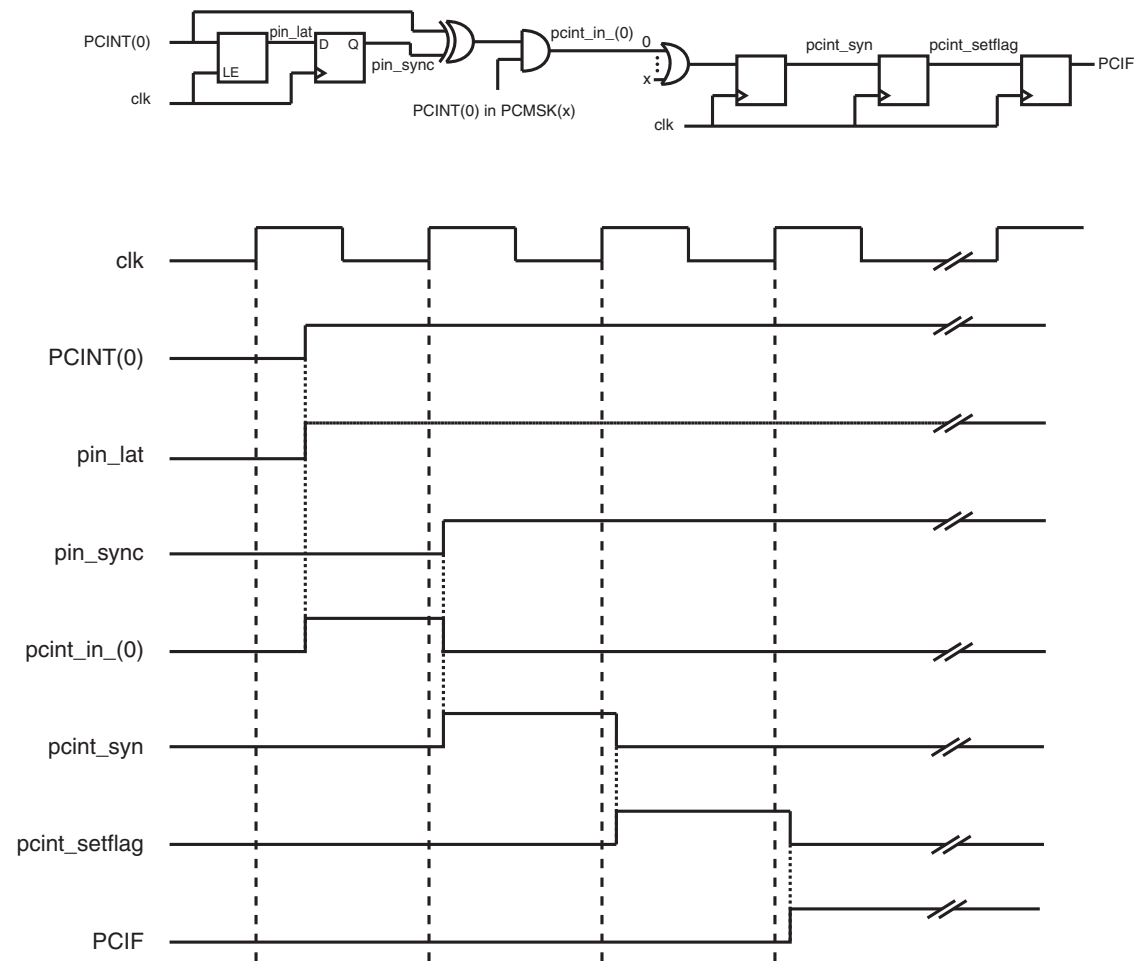 PCINT(0)
LE
pin_lat
D Q
pin_sync
clk
PCINT(0) in PCMSK(x)
pcint_in_(0)
0
x
clk
pcint_syn
pcint_setflag
PCIF
clk
PCINT(0)
pin_lat
pin_sync
pcint_in_(0)
pcint_syn
pcint_setflag
PCIF